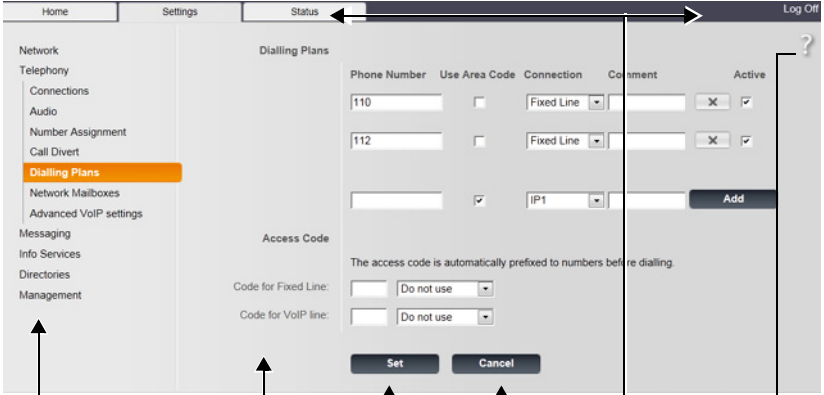 Home Settings Status Log Off
Network
Telephony
Connections
Audio
Number Assignment
Call Divert
Dialling Plans
Network Mailboxes
Advanced VoIP settings
Messaging
Info Services
Directories
Management
Dialling Plans
?
Phone Number Use Area Code Connection Comment Active
110 Fixed Line
112 Fixed Line
IP1 Add
Access Code
The access code is automatically prefixed to numbers before dialling.
Code for Fixed Line: Do not use
Code for VoIP line: Do not use
Set Cancel